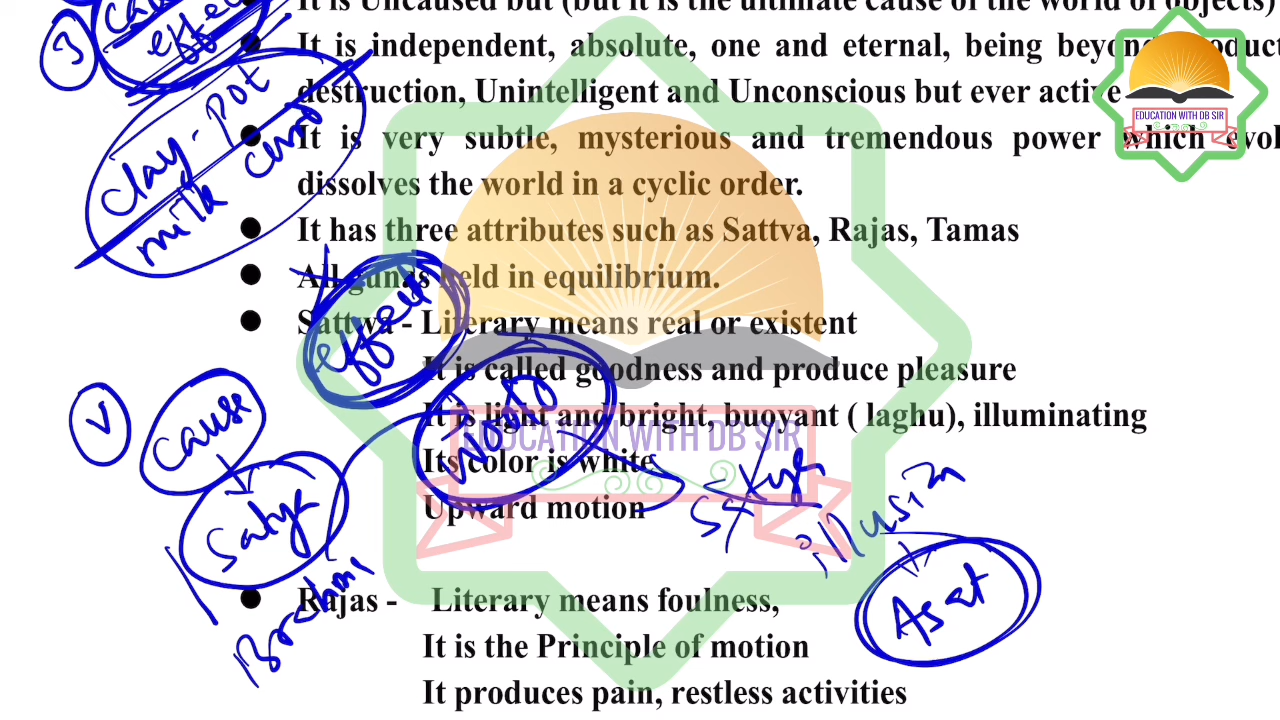 It is Uncaused but (but it is the ultimate cause of the world of objects)
It is independent, absolute, one and eternal, being beyond
destruction, Unintelligent and Unconscious but ever active
It is very subtle, mysterious and tremendous power which
dissolves the world in a cyclic order.
It has three attributes such as Sattva, Rajas, Tamas
All gunas held in equilibrium.
Sattwa - Literary means real or existent
It is called goodness and produce pleasure
It is light and bright, buoyant ( laghu), illuminating
Its color is white
Upward motion
Rajas - Literary means foulness,
It is the Principle of motion
It produces pain, restless activities
EDUCATION WITH DB SIR
EDUCATION WITH DB SIR
3
effect
clay - pot
milk
effect
V
cause
Satya
world
illusion
Asat